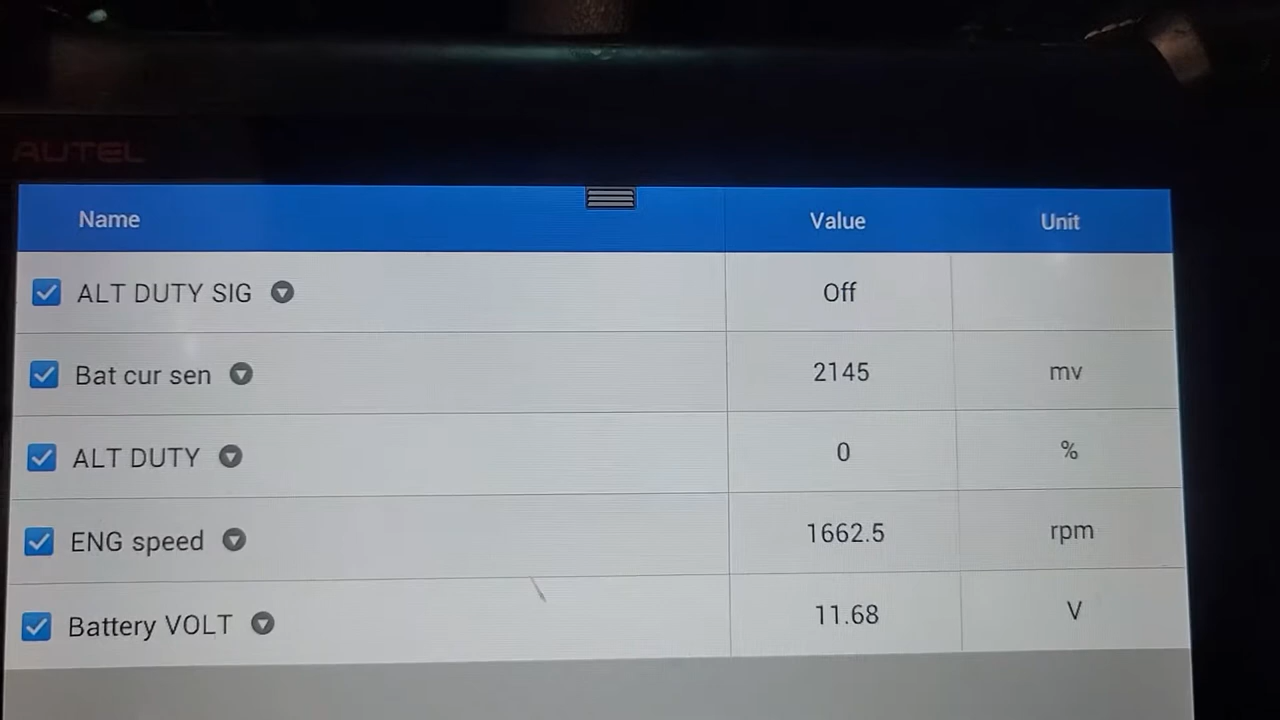 AUTEL
Name Value Unit
ALT DUTY SIG Off
Bat cur sen 2145 mv
ALT DUTY 0 %
ENG speed 1662.5 rpm
Battery VOLT 11.68 V